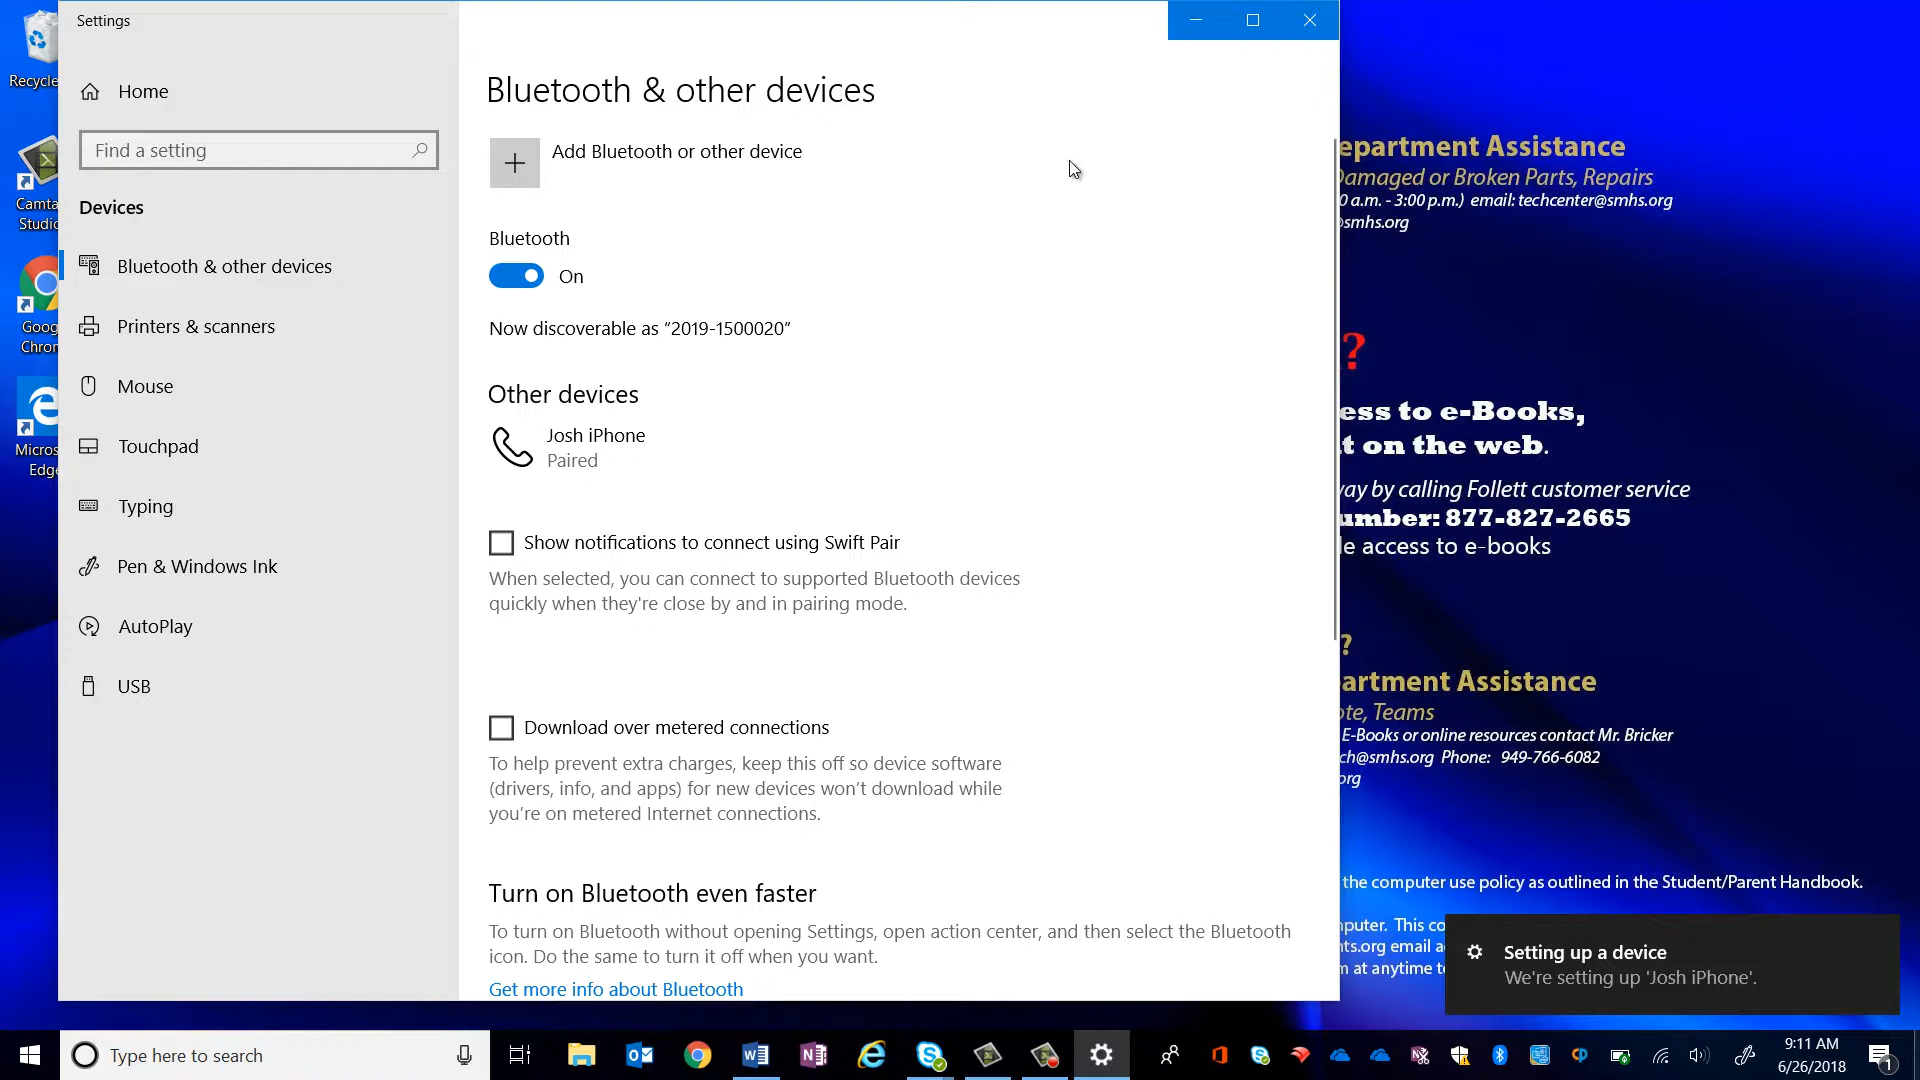 Settings
Home
Find a setting
Devices
Bluetooth & other devices
Printers & scanners
Mouse
Touchpad
Typing
Pen & Windows Ink
AutoPlay
USB
Bluetooth & other devices
Add Bluetooth or other device
Bluetooth
On
Now discoverable as “2019-1500020”
Other devices
Josh iPhone
Paired
Show notifications to connect using Swift Pair
When selected, you can connect to supported Bluetooth devices
quickly when they're close by and in pairing mode.
Download over metered connections
To help prevent extra charges, keep this off so device software
(drivers, info, and apps) for new devices won’t download while
you’re on metered Internet connections.
Turn on Bluetooth even faster
To turn on Bluetooth without opening Settings, open action center, and then select the Bluetooth
icon. Do the same to turn it off when you want.
Get more info about Bluetooth
Recycle
Camta
Studio
Goog
Chron
Micros
Edge
epartment Assistance
Damaged or Broken Parts, Repairs
0 a.m. - 3:00 p.m.) email: techcenter@smhs.org
@smhs.org
?
ess to e-Books,
t on the web.
way by calling Follett customer service
umber: 877-827-2665
le access to e-books
?
artment Assistance
ote, Teams
E-Books or online resources contact Mr. Bricker
ch@smhs.org Phone: 949-766-6082
org
the computer use policy as outlined in the Student/Parent Handbook.
nputer. This co
nts.org email a
m at anytime t
Setting up a device
We're setting up 'Josh iPhone'.
Type here to search
9:11 AM
6/26/2018
1